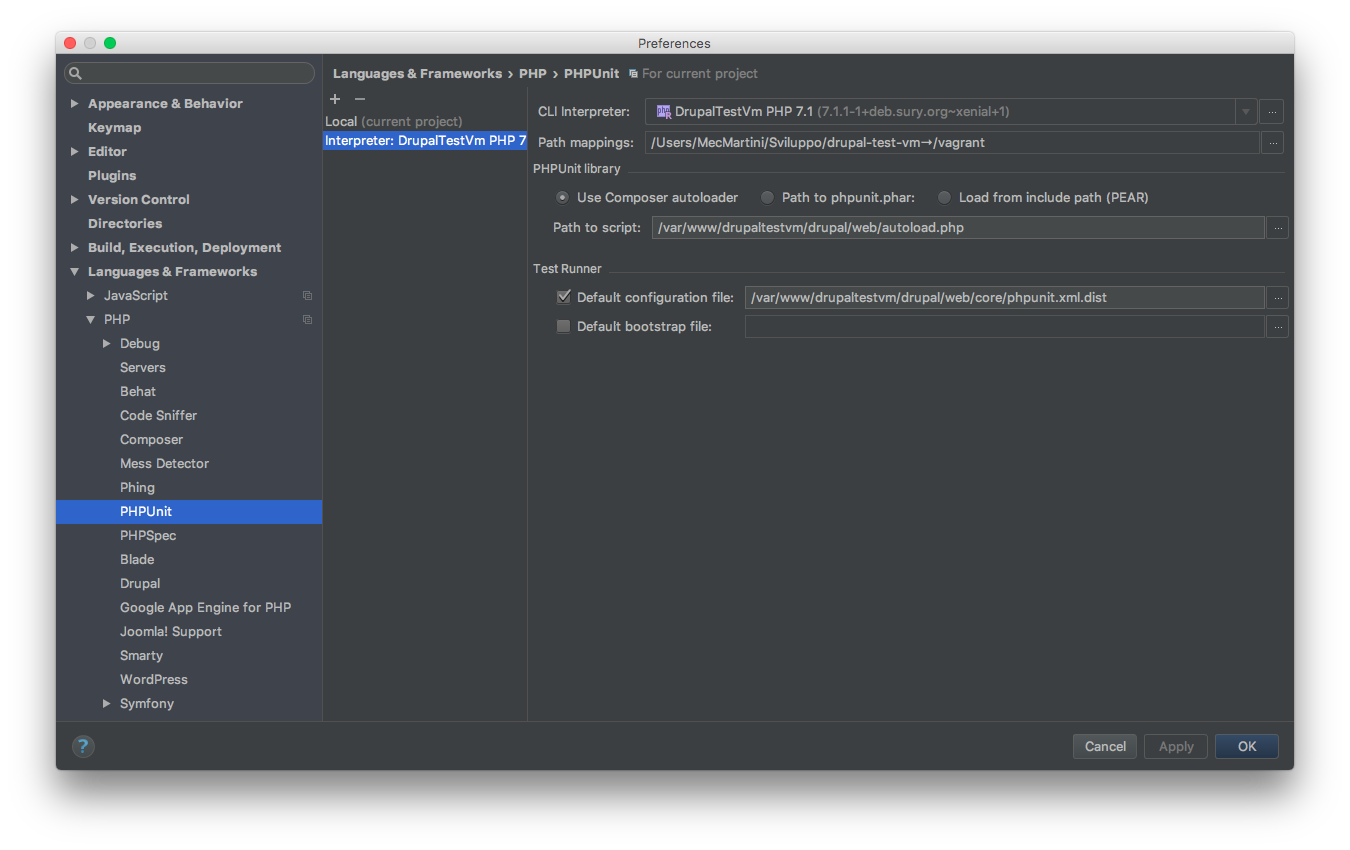 Preferences
Appearance & Behavior
Keymap
Editor
Plugins
Version Control
Directories
Build, Execution, Deployment
Languages & Frameworks
JavaScript
PHP
Debug
Servers
Behat
Code Sniffer
Composer
Mess Detector
Phing
PHPUnit
PHPSpec
Blade
Drupal
Google App Engine for PHP
Joomla! Support
Smarty
WordPress
Symfony
Languages & Frameworks › PHP › PHPUnit For current project
Local (current project)
Interpreter: DrupalTestVm PHP 7
CLI Interpreter: DrupalTestVm PHP 7.1 (7.1.1-1+deb.sury.org~xenial+1) ...
Path mappings: /Users/MecMartini/Sviluppo/drupal-test-vm→/vagrant ...
PHPUnit library
Use Composer autoloader Path to phpunit.phar: Load from include path (PEAR)
Path to script: /var/www/drupaltestvm/drupal/web/autoload.php ...
Test Runner
Default configuration file: /var/www/drupaltestvm/drupal/web/core/phpunit.xml.dist ...
Default bootstrap file: ...
? Cancel Apply OK